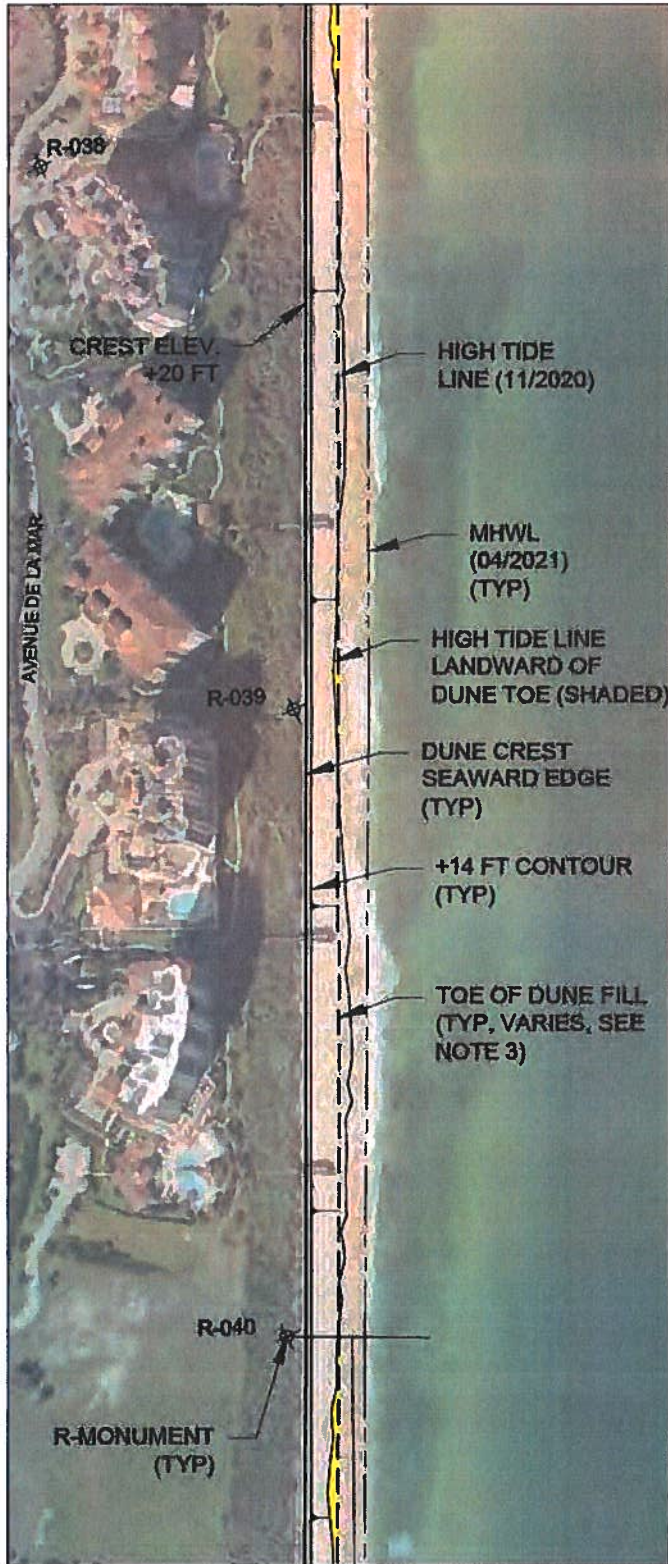 R-038
CREST ELEV.
+20 FT
HIGH TIDE
LINE (11/2020)
AVENUE DE LA MAR
MHWL
(04/2021)
(TYP)
HIGH TIDE LINE
LANDWARD OF
DUNE TOE (SHADED)
R-039
DUNE CREST
SEAWARD EDGE
(TYP)
+14 FT CONTOUR
(TYP)
TOE OF DUNE FILL
(TYP, VARIES, SEE
NOTE 3)
R-040
R-MONUMENT
(TYP)